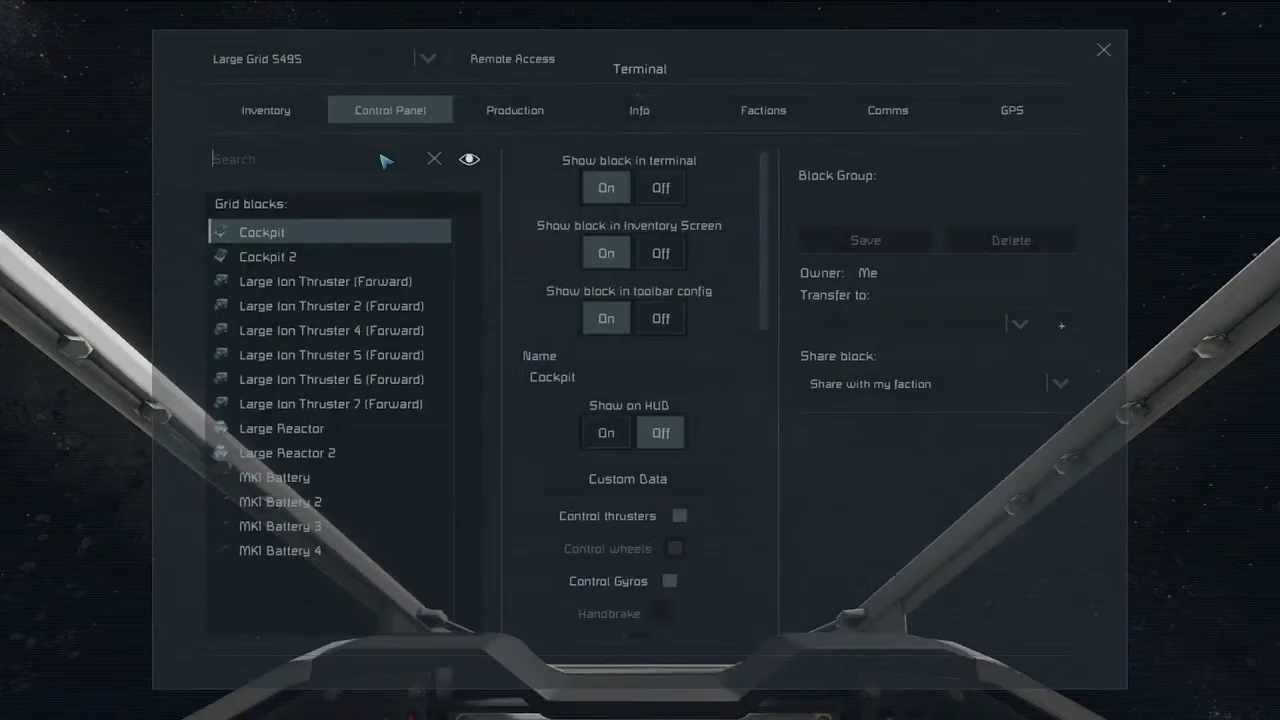 Large Grid 5495
Remote Access
Terminal
Inventory
Control Panel
Production
Info
Factions
Comms
GPS
Search
Grid blocks:
Cockpit
Cockpit 2
Large Ion Thruster (Forward)
Large Ion Thruster 2 (Forward)
Large Ion Thruster 4 (Forward)
Large Ion Thruster 5 (Forward)
Large Ion Thruster 6 (Forward)
Large Ion Thruster 7 (Forward)
Large Reactor
Large Reactor 2
MK1 Battery
MK1 Battery 2
MK1 Battery 3
MK1 Battery 4
Show block in terminal
On Off
Show block in Inventory Screen
On Off
Show block in toolbar config
On Off
Name
Cockpit
Show on HUD
On Off
Custom Data
Control thrusters
Control wheels
Control Gyros
Handbrake
Block Group:
Save Delete
Owner: Me
Transfer to:
+
Share block:
Share with my faction